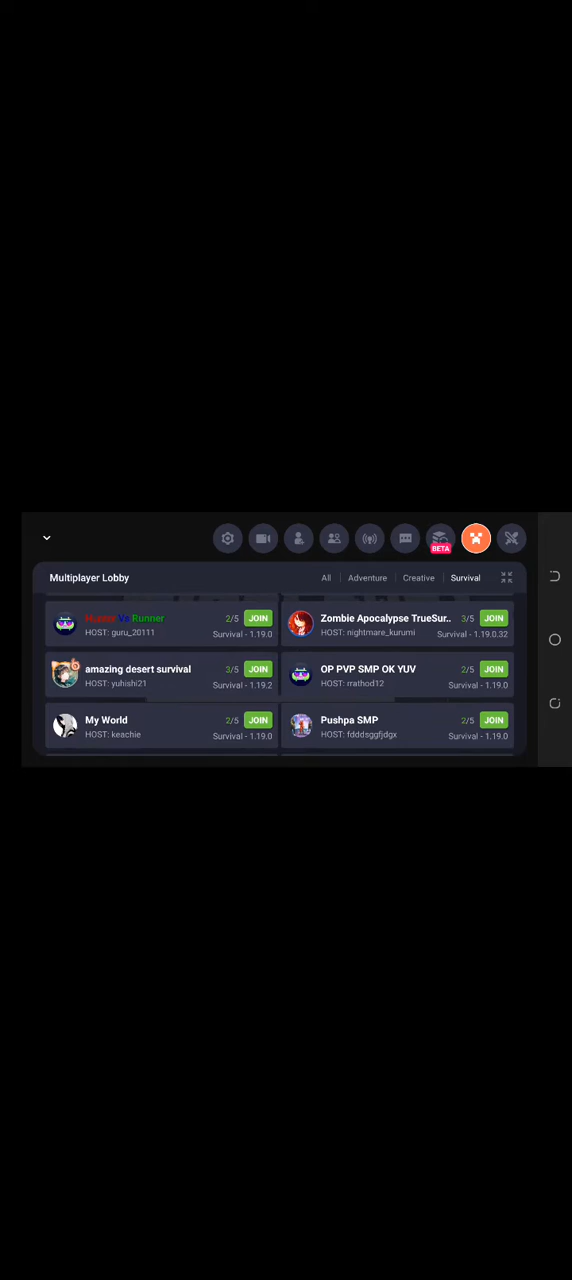 BETA
Multiplayer Lobby All Adventure Creative Survival
Hunter Vs Runner 2/5 JOIN
HOST: guru_20111 Survival - 1.19.0
Zombie Apocalypse TrueSur.. 3/5 JOIN
HOST: nightmare_kurumi Survival - 1.19.0.32
amazing desert survival 3/5 JOIN
HOST: yuhishi21 Survival - 1.19.2
OP PVP SMP OK YUV 2/5 JOIN
HOST: rrathod12 Survival - 1.19.0
My World 2/5 JOIN
HOST: keachie Survival - 1.19.0
Pushpa SMP 2/5 JOIN
HOST: fdddsggfjdgx Survival - 1.19.0